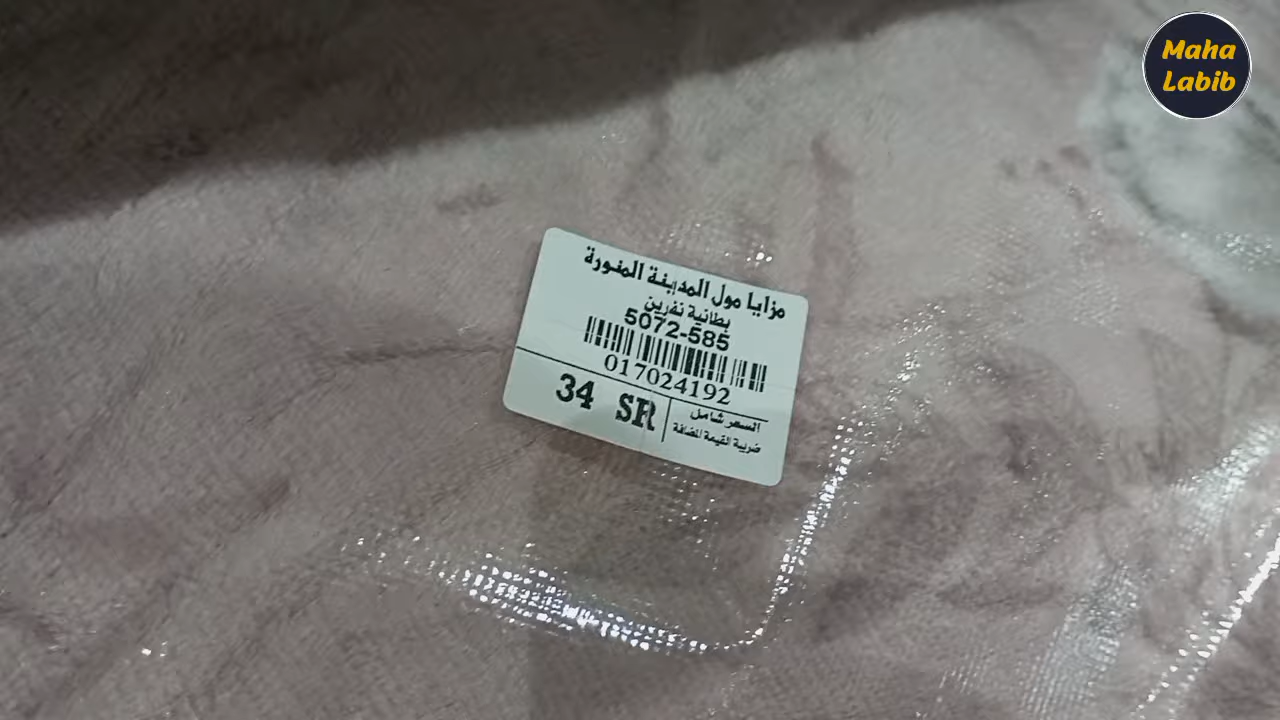 Maha
Labib
مزايا مول المدينة المنورة
بطانية نفرين
5072-585
017024192
34 SR
السعر شامل
ضريبة القيمة المضافة